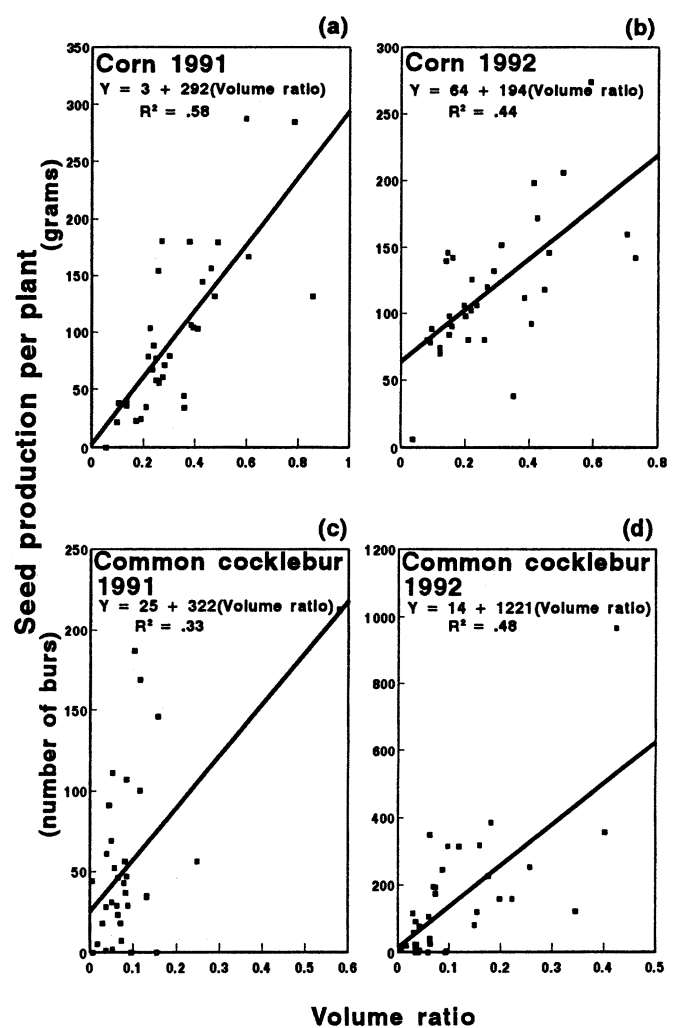 (a)
Corn 1991
Y = 3 + 292(Volume ratio)
R² = .58
350
300
250
200
150
100
50
0
0 0.2 0.4 0.6 0.8 1
(b)
Corn 1992
Y = 64 + 194(Volume ratio)
R² = .44
300
250
200
150
100
50
0
0 0.2 0.4 0.6 0.8
Seed production per plant
(grams)
(number of burs)
(c)
Common cocklebur
1991
Y = 25 + 322(Volume ratio)
R² = .33
250
200
150
100
50
0
0 0.1 0.2 0.3 0.4 0.5 0.6
(d)
Common cocklebur
1992
Y = 14 + 1221(Volume ratio)
R² = .48
1200
1000
800
600
400
200
0
0 0.1 0.2 0.3 0.4 0.5
Volume ratio